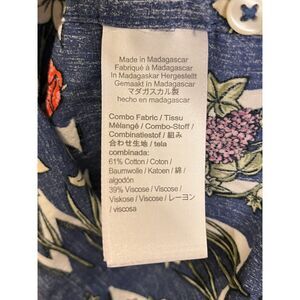 Made in Madagascar
Fabriqué à Madagascar
In Madagaskar Hergestellt
Gemaakt in Madagascar
マダガスカル製
hecho en madagascar
Combo Fabric / Tissu
Mélangé / Combo-Stoff /
Combinatiestof / 組み
合わせ生地 / tela
combinada:
61% Cotton / Coton /
Baumwolle / Katoen / 綿 /
algodón
39% Viscose / Viscose /
Viskose / Viscose / レーヨ
ン / viscosa